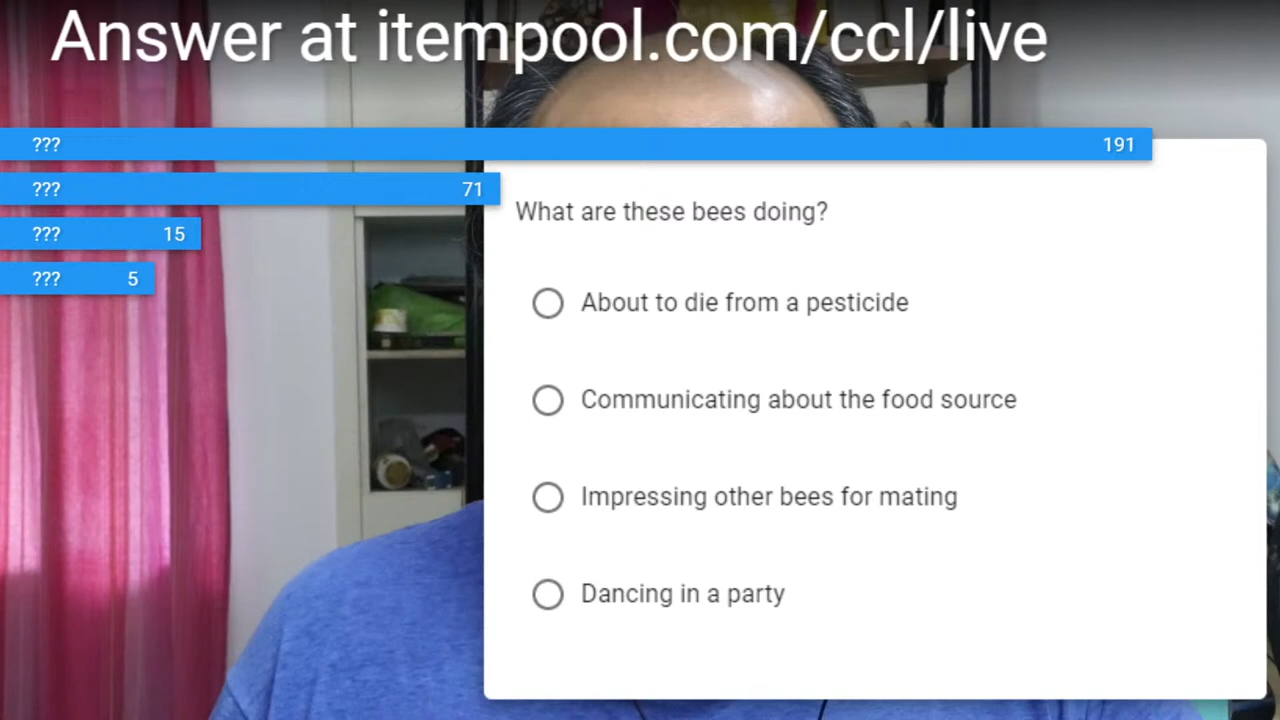 Answer at itempool.com/ccl/live
??? 191
??? 71
??? 15
??? 5
What are these bees doing?
About to die from a pesticide
Communicating about the food source
Impressing other bees for mating
Dancing in a party